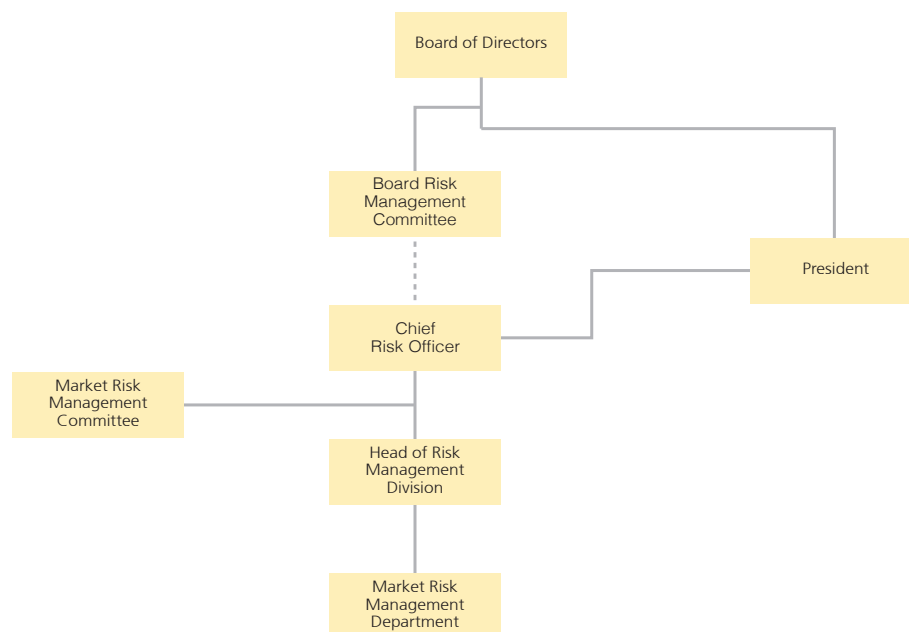 Board of Directors
Board Risk
Management
Committee
President
Chief
Risk Officer
Market Risk
Management
Committee
Head of Risk
Management
Division
Market Risk
Management
Department